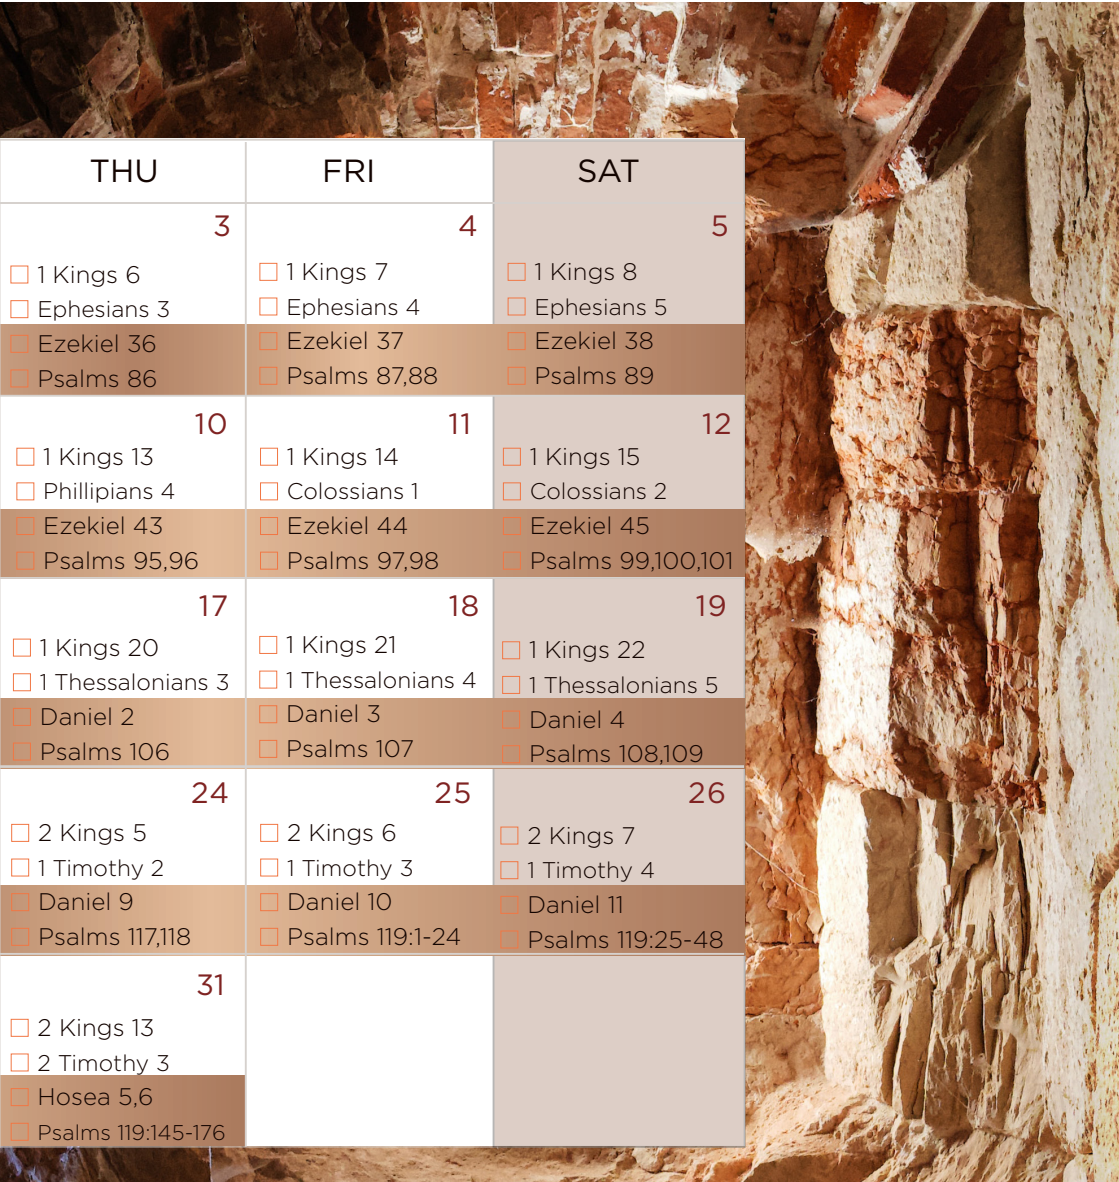 THU FRI SAT
3
1 Kings 6
Ephesians 3
Ezekiel 36
Psalms 86
4
1 Kings 7
Ephesians 4
Ezekiel 37
Psalms 87,88
5
1 Kings 8
Ephesians 5
Ezekiel 38
Psalms 89
10
1 Kings 13
Phillipians 4
Ezekiel 43
Psalms 95,96
11
1 Kings 14
Colossians 1
Ezekiel 44
Psalms 97,98
12
1 Kings 15
Colossians 2
Ezekiel 45
Psalms 99,100,101
17
1 Kings 20
1 Thessalonians 3
Daniel 2
Psalms 106
18
1 Kings 21
1 Thessalonians 4
Daniel 3
Psalms 107
19
1 Kings 22
1 Thessalonians 5
Daniel 4
Psalms 108,109
24
2 Kings 5
1 Timothy 2
Daniel 9
Psalms 117,118
25
2 Kings 6
1 Timothy 3
Daniel 10
Psalms 119:1-24
26
2 Kings 7
1 Timothy 4
Daniel 11
Psalms 119:25-48
31
2 Kings 13
2 Timothy 3
Hosea 5,6
Psalms 119:145-176